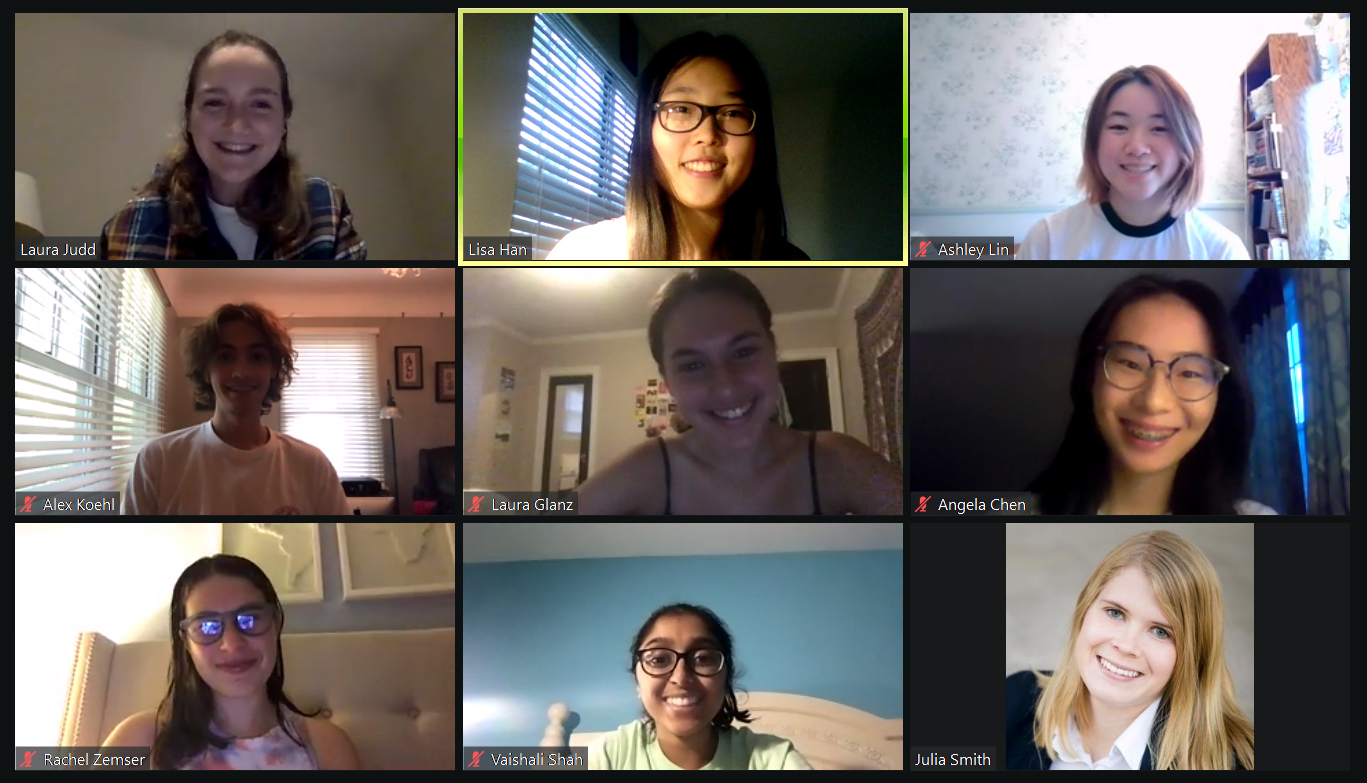 Laura Judd
Lisa Han
Ashley Lin
Alex Koehl
Laura Glanz
Angela Chen
Rachel Zemser
Vaishali Shah
Julia Smith